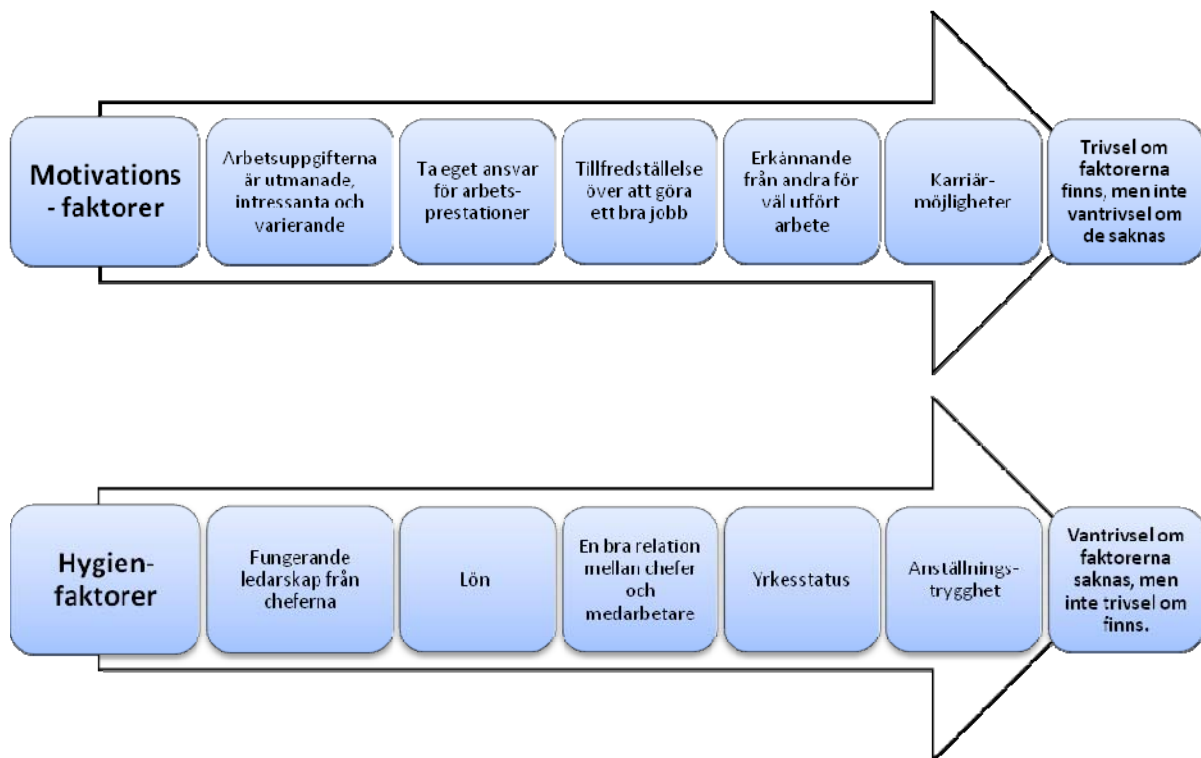 Motivations
- faktorer
Arbetsuppgifterna
är utmanade,
intressanta och
varierande
Ta eget ansvar
för arbets-
prestationer
Tillfredställelse
över att göra
ett bra jobb
Erkännande
från andra för
väl utfört
arbete
Karriär-
möjligheter
Trivsel om
faktorerna
finns, men inte
vantrivsel om
de saknas
Hygien-
faktorer
Fungerande
ledarskap från
cheferna
Lön
En bra relation
mellan chefer
och
medarbetare
Yrkesstatus
Anställnings-
trygghet
Vantrivsel om
faktorerna
saknas, men
inte trivsel om
finns.